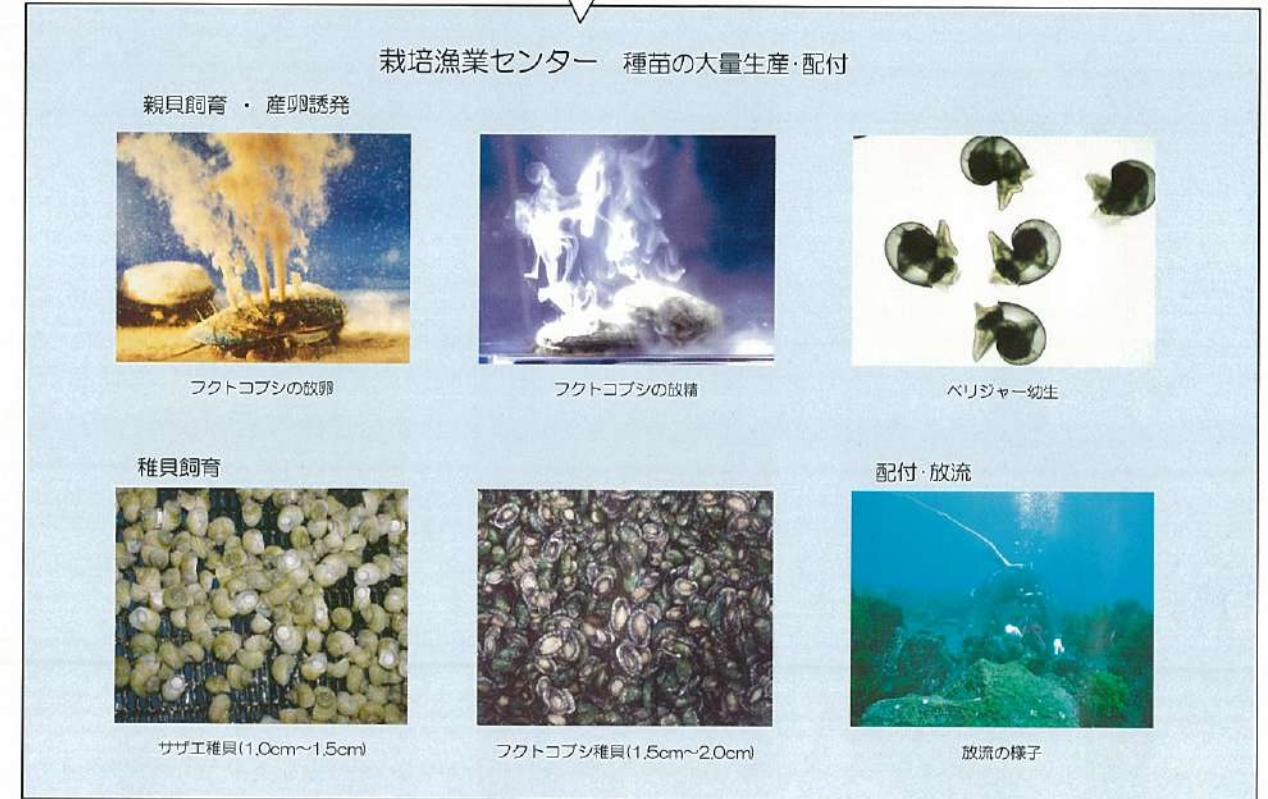 栽培漁業センター 種苗の大量生産・配付
親貝飼育 ・ 産卵誘発
フクトコブシの放卵
フクトコブシの放精
ベリジャー幼生
稚貝飼育
配付・放流
サザエ稚貝(1.0cm~1.5cm)
フクトコブシ稚貝(1.5cm~2.0cm)
放流の様子